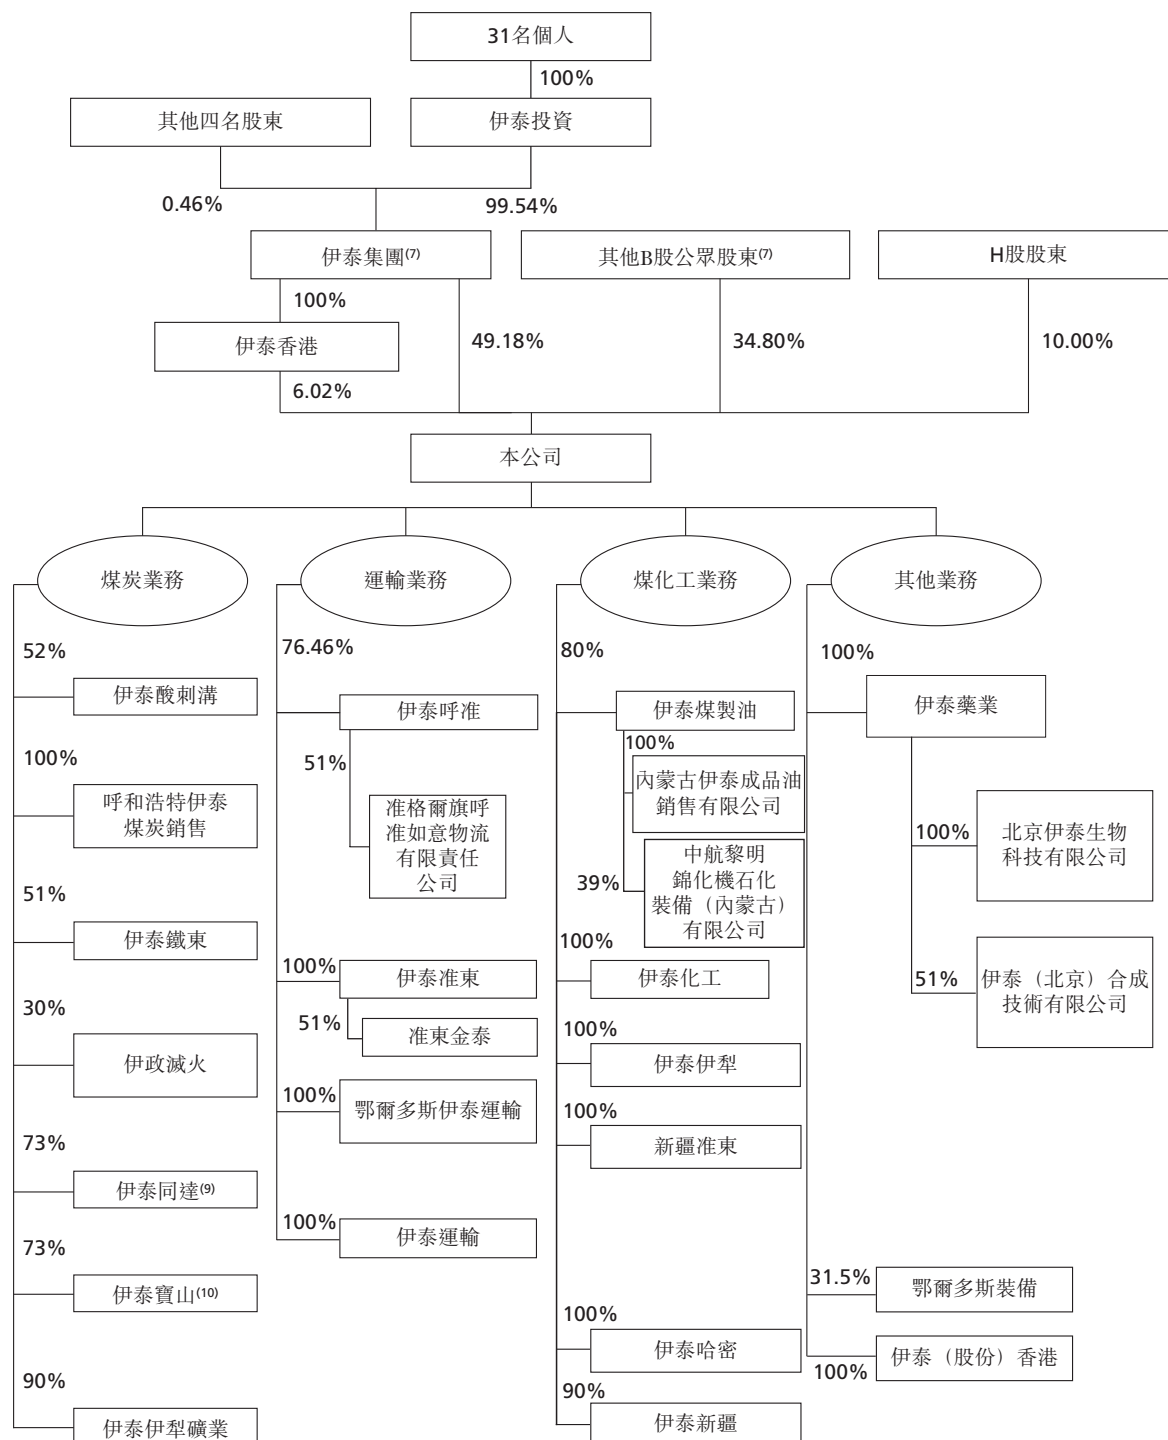 31名個人
100%
其他四名股東
伊泰投資
0.46%
99.54%
伊泰集團(7)
其他B股公眾股東(7)
H股股東
100%
伊泰香港
49.18%
34.80%
10.00%
6.02%
本公司
煤炭業務
運輸業務
煤化工業務
其他業務
52%
伊泰酸刺溝
100%
呼和浩特伊泰
煤炭銷售
51%
伊泰鐵東
30%
伊政滅火
73%
伊泰同達(9)
73%
伊泰寶山(10)
90%
伊泰伊犁礦業
76.46%
伊泰呼准
51%
准格爾旗呼
准如意物流
有限責任
公司
100%
伊泰准東
51%
准東金泰
100%
鄂爾多斯伊泰運輸
100%
伊泰運輸
80%
伊泰煤製油
100%
內蒙古伊泰成品油
銷售有限公司
39%
中航黎明
錦化機石化
裝備（內蒙古）
有限公司
100%
伊泰化工
100%
伊泰伊犁
100%
新疆准東
100%
伊泰哈密
90%
伊泰新疆
100%
伊泰藥業
100%
北京伊泰生物
科技有限公司
51%
伊泰（北京）合成
技術有限公司
31.5%
鄂爾多斯裝備
100%
伊泰（股份）香港